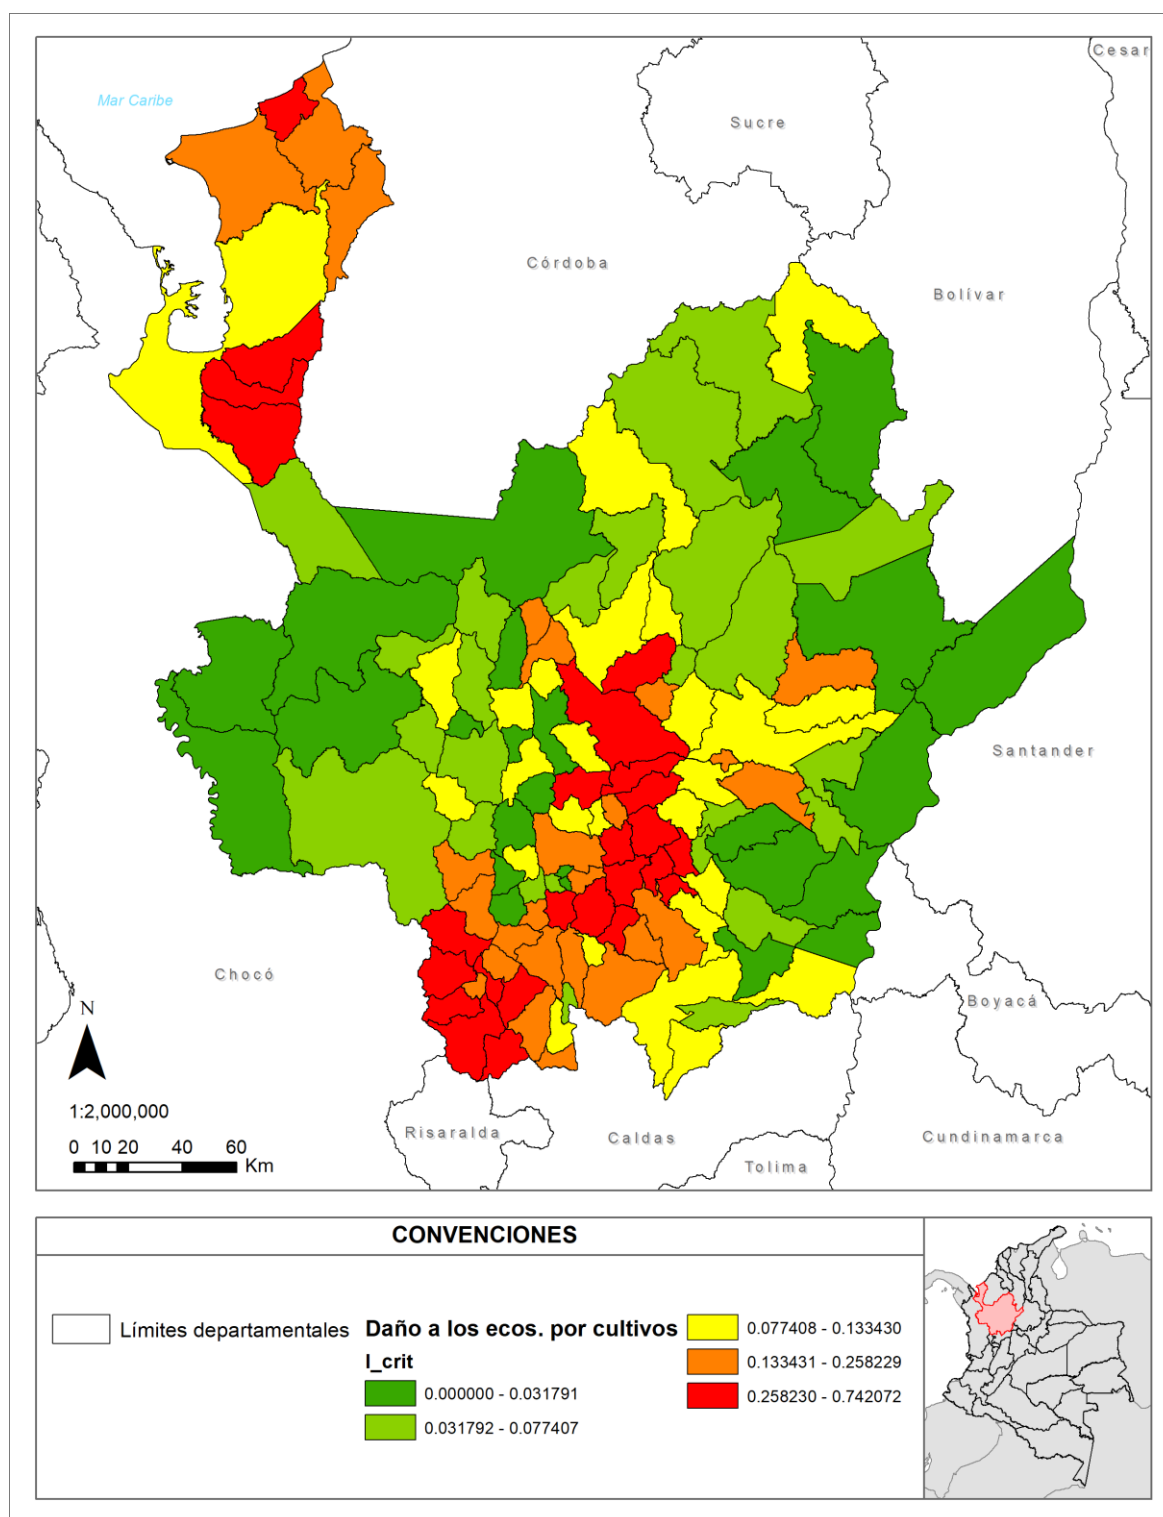 Cesar
Mar Caribe
Sucre
Córdoba
Bolívar
Santander
Chocó
Boyacá
N
1:2,000,000
0 10 20 40 60
Km
Risaralda
Caldas
Cundinamarca
Tolima
CONVENCIONES
Límites departamentales
Daño a los ecos. por cultivos
I_crit
0.000000 - 0.031791
0.031792 - 0.077407
0.077408 - 0.133430
0.133431 - 0.258229
0.258230 - 0.742072